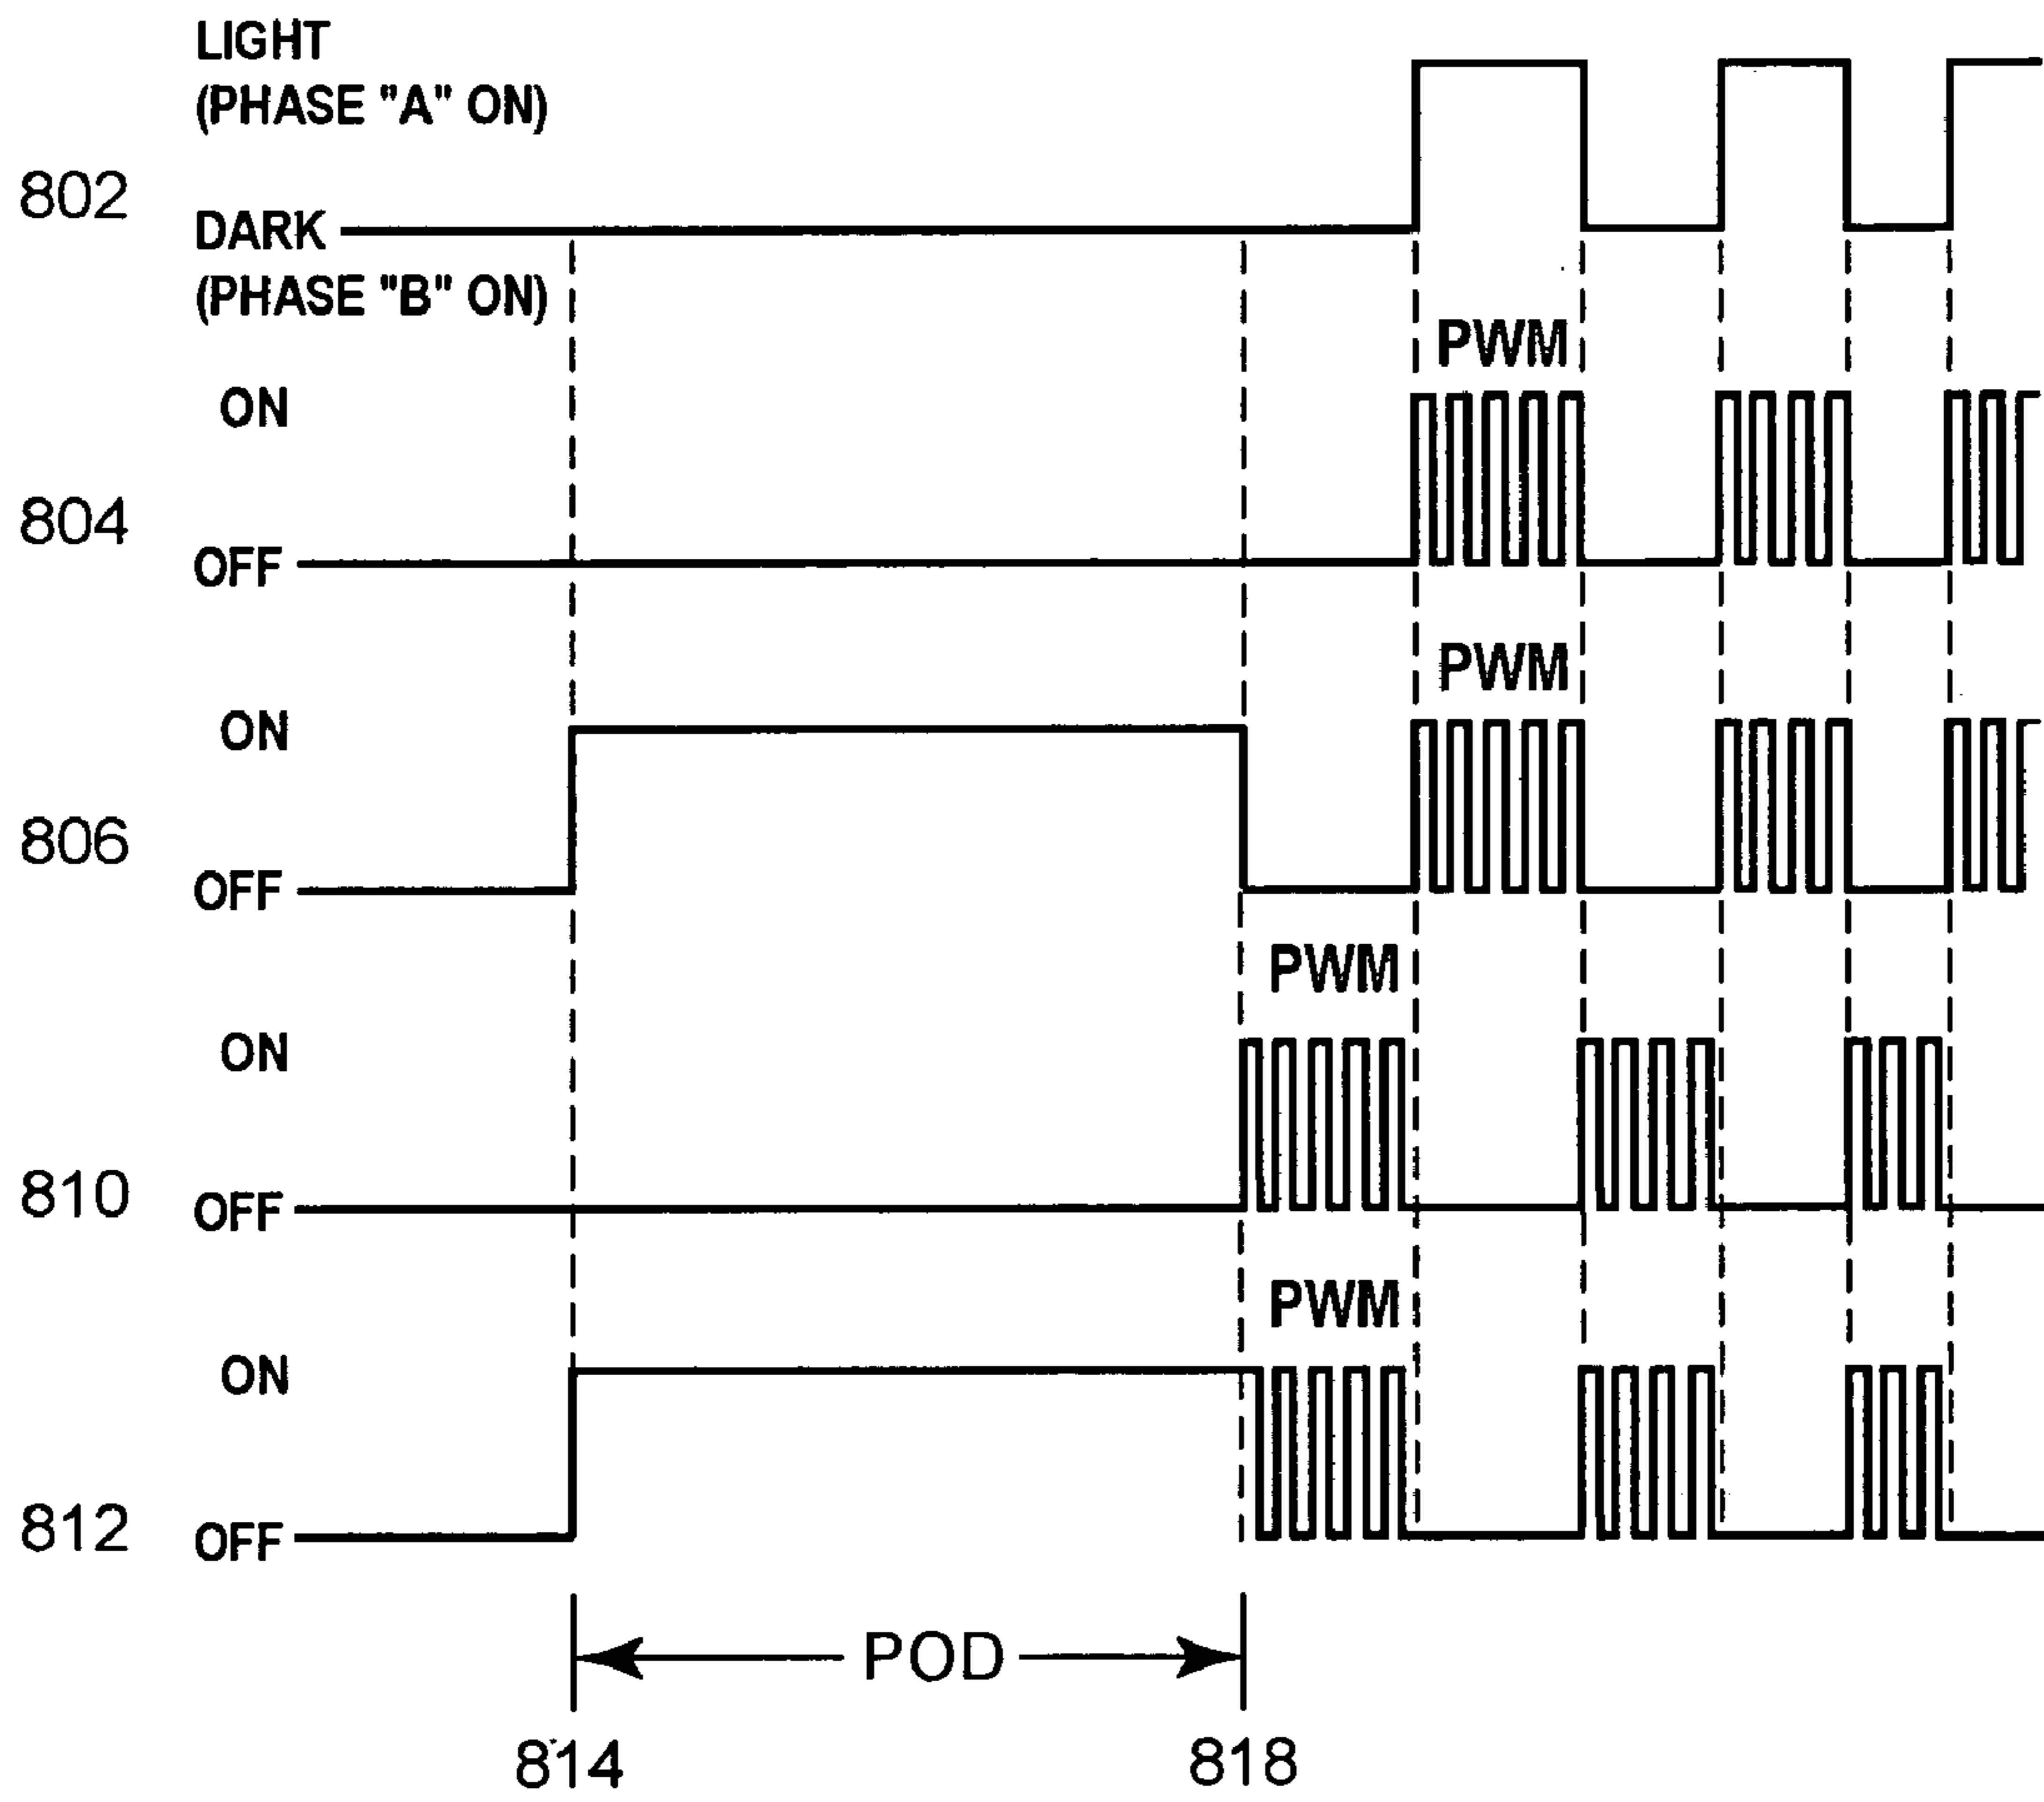 LIGHT
(PHASE "A" ON)
802
DARK
(PHASE "B" ON)
PWM
ON
804
OFF
PWM
ON
806
OFF
PWM
ON
810
OFF
PWM
ON
812
OFF
POD
814
818